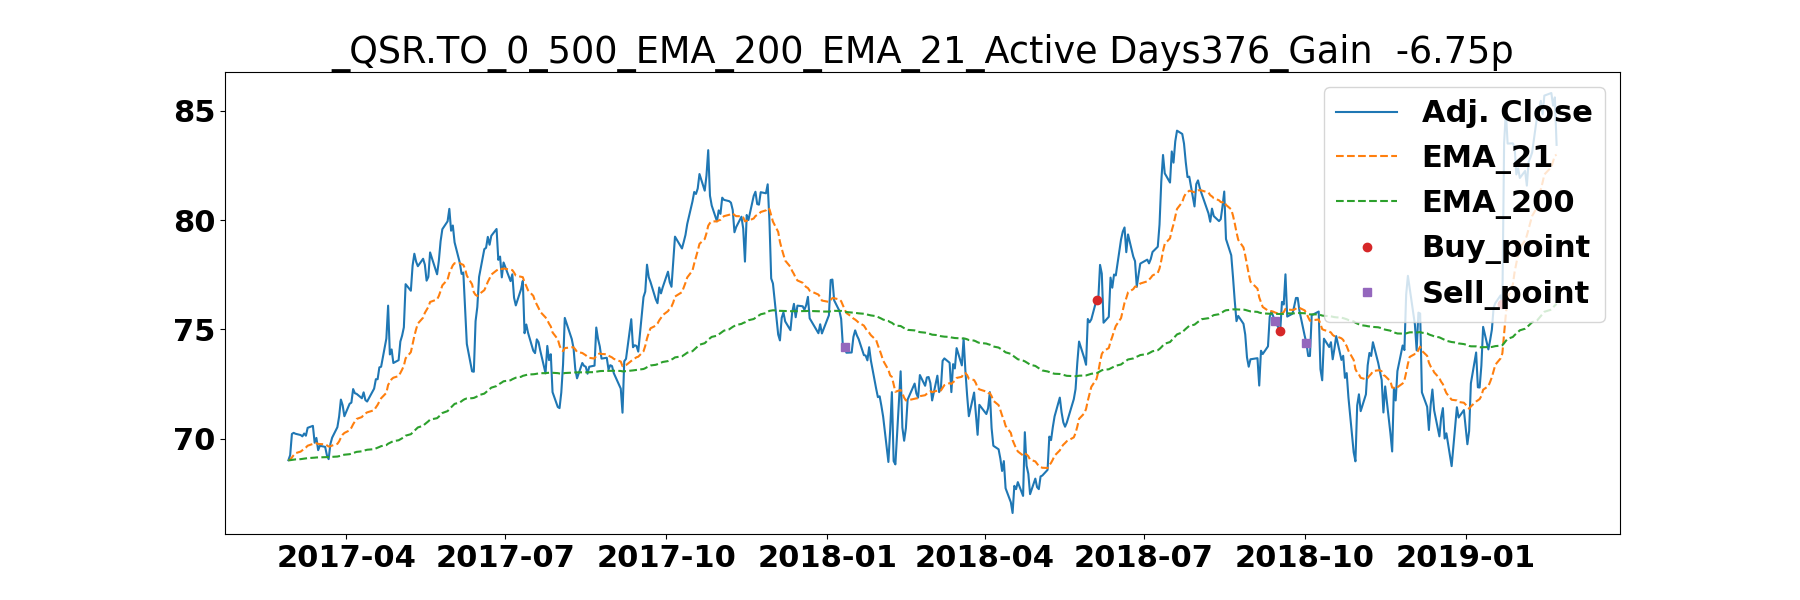 _QSR.TO_0_500_EMA_200_EMA_21_Active Days376_Gain  -6.75p
85
80
75
70
Adj. Close
EMA_21
EMA_200
Buy_point
Sell_point
2017-04 2017-07 2017-10 2018-01 2018-04 2018-07 2018-10 2019-01